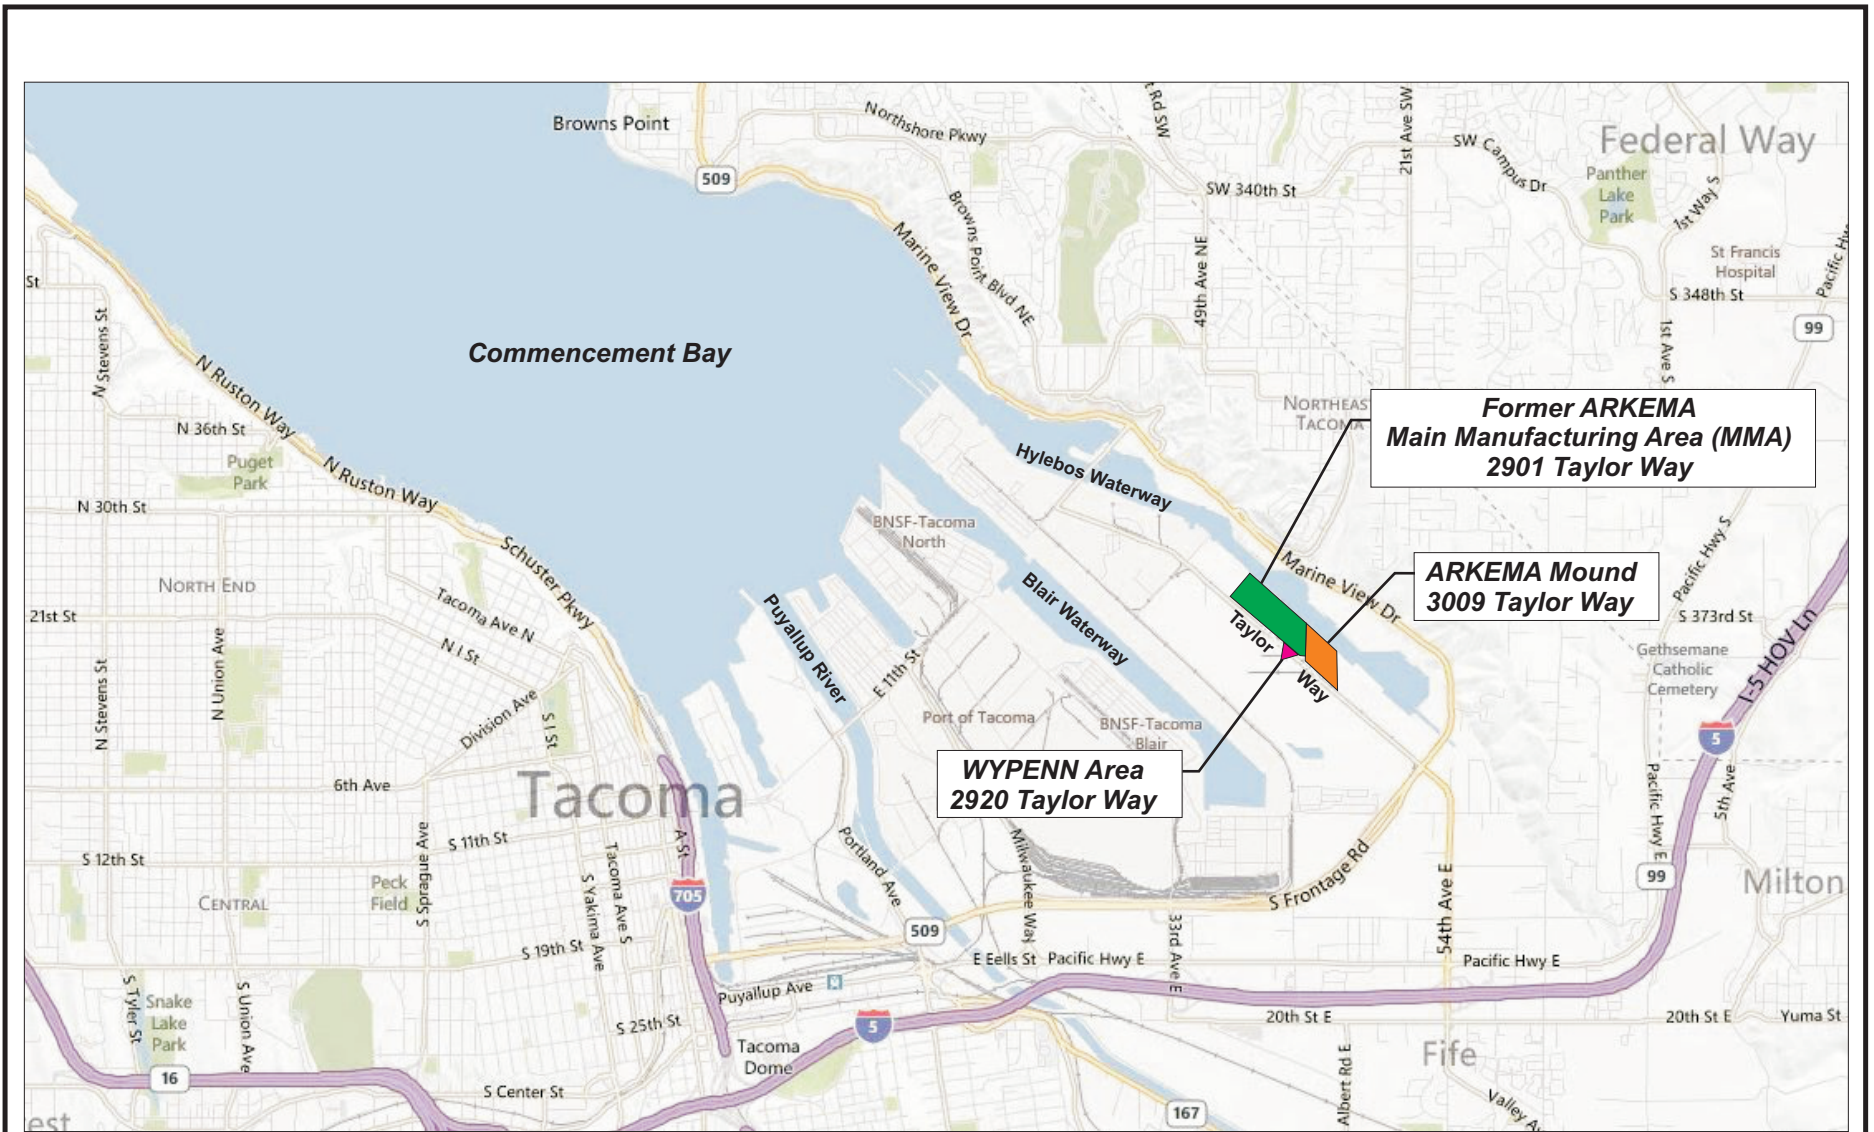 Browns Point
Northshore Pkwy
t Rd SW
21st Ave SW
SW Campus Dr
Federal Way
Panther
Lake
Park
509
SW 340th St
1st Way S
Browns Point Blvd NE
Marine View Dr
49th Ave NE
St Francis
Hospital
Pacific Hw
S 348th St
St
99
1st Ave S
N Stevens St
Commencement Bay
N Ruston Way
NORTHEAS
TACOMA
Former ARKEMA
Main Manufacturing Area (MMA)
2901 Taylor Way
N 36th St
Puget
Park
N Ruston Way
Hylebos Waterway
N 30th St
BNSF-Tacoma
North
Schuster Pkwy
Marine View Dr
Pacific Hwy S
ARKEMA Mound
3009 Taylor Way
NORTH END
Tacoma Ave N
Puyallup River
Blair Waterway
Taylor
Way
21st St
N I St
S 373rd St
I-5 HOV Ln
Gethsemane
Catholic
Cemetery
N Union Ave
N Stevens St
E 11th St
Division Ave
S I St
Port of Tacoma
BNSF-Tacoma
Blair
5
WYPENN Area
2920 Taylor Way
6th Ave
Tacoma
Pacific Hwy E
5th Ave
S 11th St
S 12th St
S Sprague Ave
A St
Tacoma Ave S
S Yakima Ave
Portland Ave
Milwaukee Way
S Frontage Rd
54th Ave E
99
Milton
Peck
Field
CENTRAL
705
509
33rd Ave E
S 19th St
E Eells St
Pacific Hwy E
Pacific Hwy E
Puyallup Ave
S Tyler St
Snake
Lake
Park
S Union Ave
S 25th St
5
20th St E
20th St E
Yuma St
Tacoma
Dome
Fife
Albert Rd E
16
S Center St
167
Valley Av
est